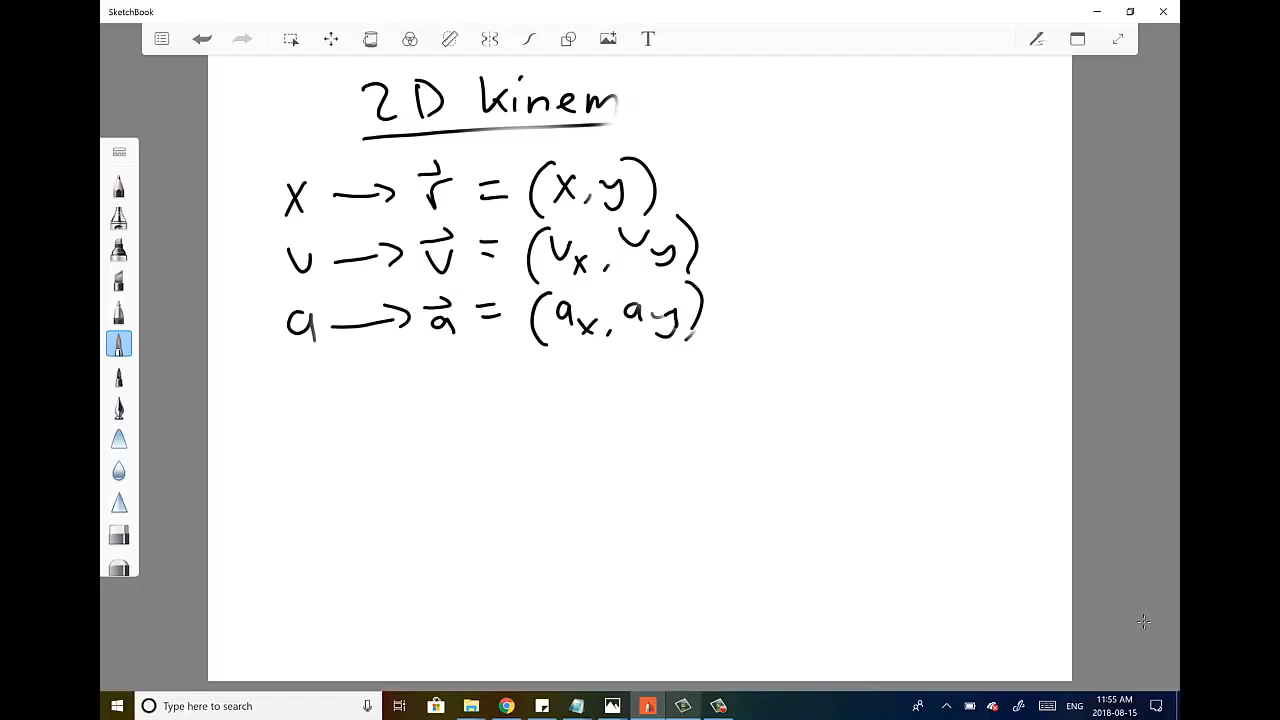 SketchBook
T
2D kinem
x → r⃗ = (x, y)
v → v⃗ = (vx, vy)
a → a⃗ = (ax, ay)
Type here to search
ENG
11:55 AM
2018-08-15